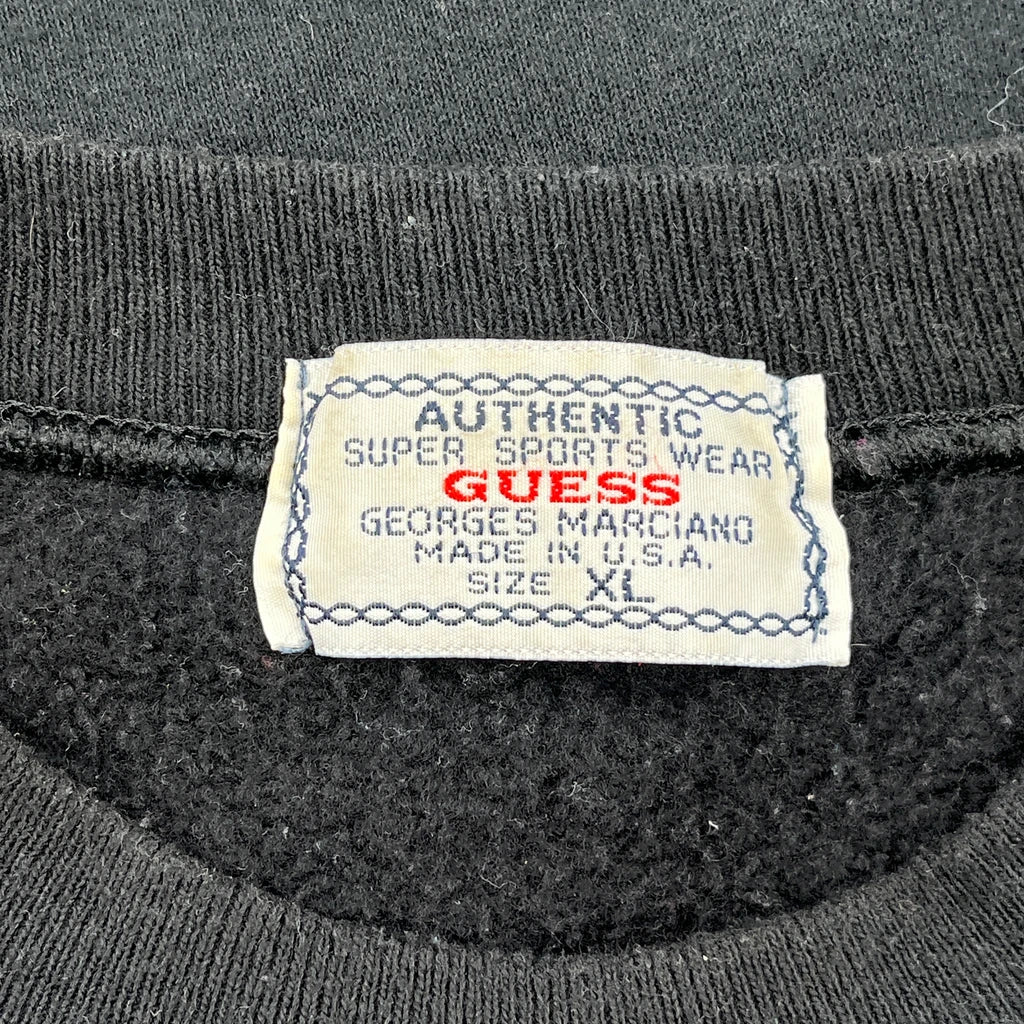 AUTHENTIC
SUPER SPORTS WEAR
GUESS
GEORGES MARCIANO
MADE IN U.S.A.
SIZE XL